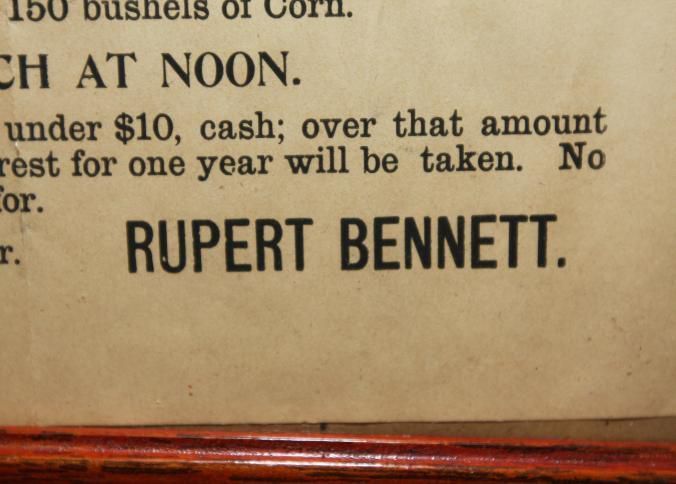 150 bushels of Corn.
CH AT NOON.
under $10, cash; over that amount
rest for one year will be taken. No
for.
r. RUPERT BENNETT.